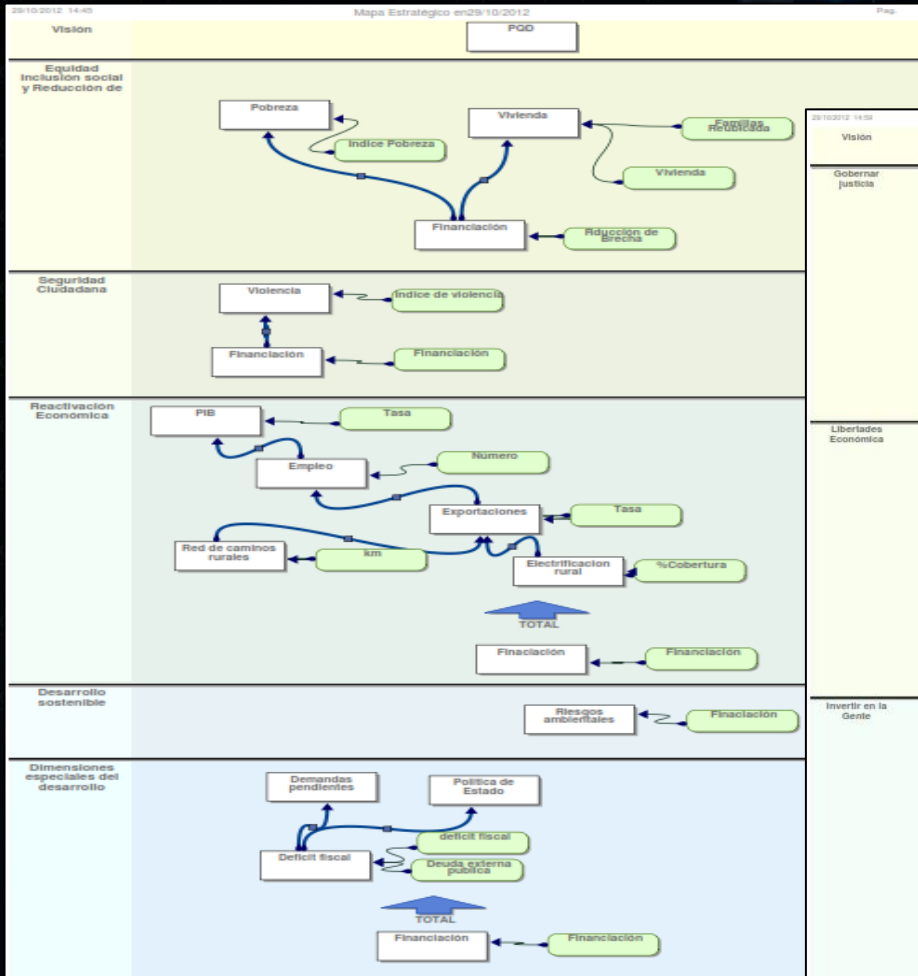 29/10/2012 14:45
Mapa Estratégico en29/10/2012
Pag.
Visión
PGD
Equidad
Inclusión social
y Reducción de
Pobreza
Indice Pobreza
Vivienda
Familias
Reubicada
Vivienda
Financiación
Rducción de
Brecha
Seguridad
Ciudadana
Violencia
Indice de violencia
Financiación
Financiación
Reactivación
Económica
PIB
Tasa
Empleo
Número
Exportaciones
Tasa
Red de caminos
rurales
km
Electrificacion
rural
%Cobertura
TOTAL
Finaciación
Financiación
Desarrollo
sostenible
Riesgos
ambientales
Finaciación
Dimensiones
especiales del
desarrollo
Demandas
pendientes
Política de
Estado
Deficit fiscal
deficit fiscal
Deuda externa
publica
TOTAL
Financiación
Financiación
29/10/2012 14:59
Visión
Gobernar
justicia
Libertades
Económica
Invertir en la
Gente